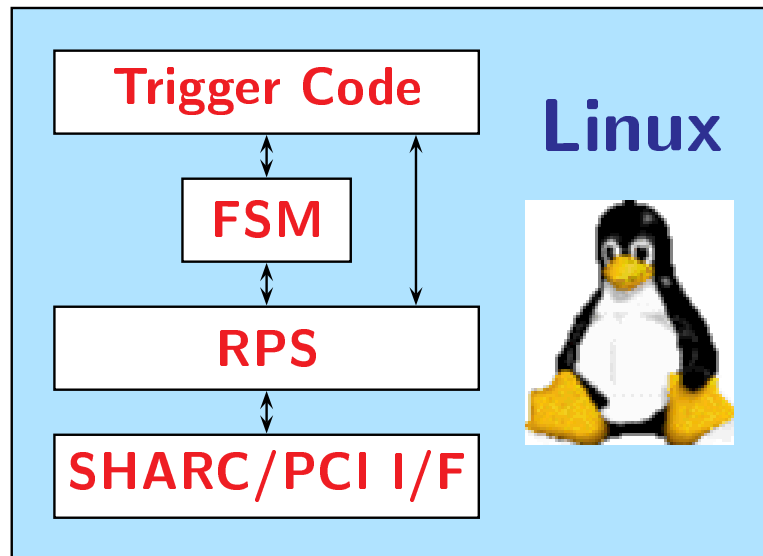 Trigger Code
Linux
FSM
RPS
SHARC/PCI I/F